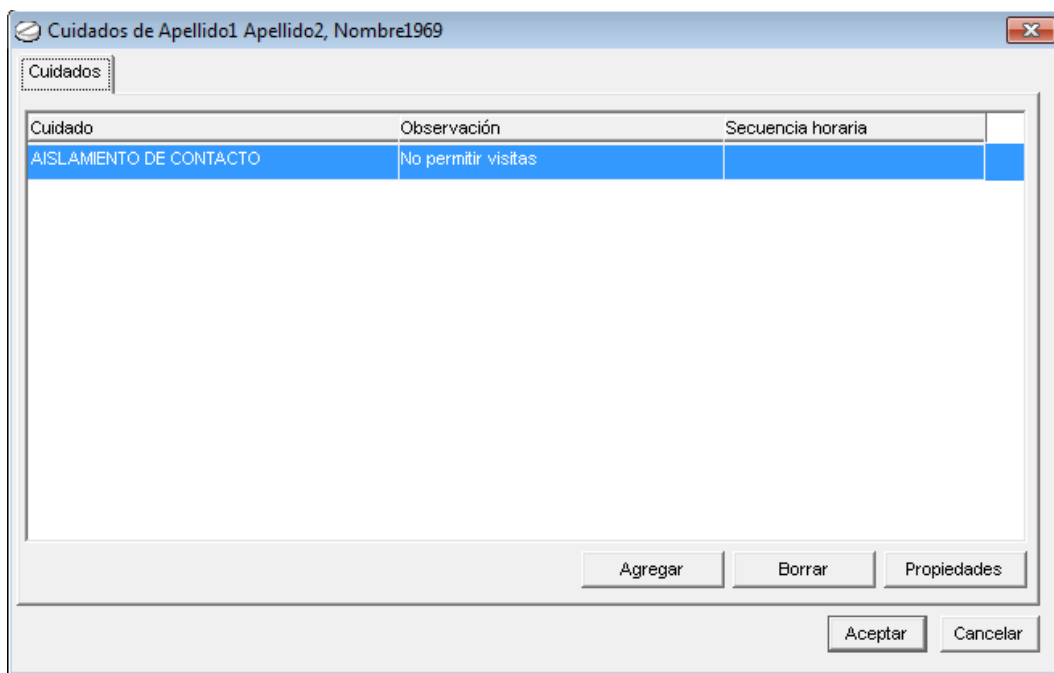 Cuidados de Apellido1 Apellido2, Nombre1969
Cuidados
Cuidado Observación Secuencia horaria
AISLAMIENTO DE CONTACTO No permitir visitas
Agregar Borrar Propiedades
Aceptar Cancelar